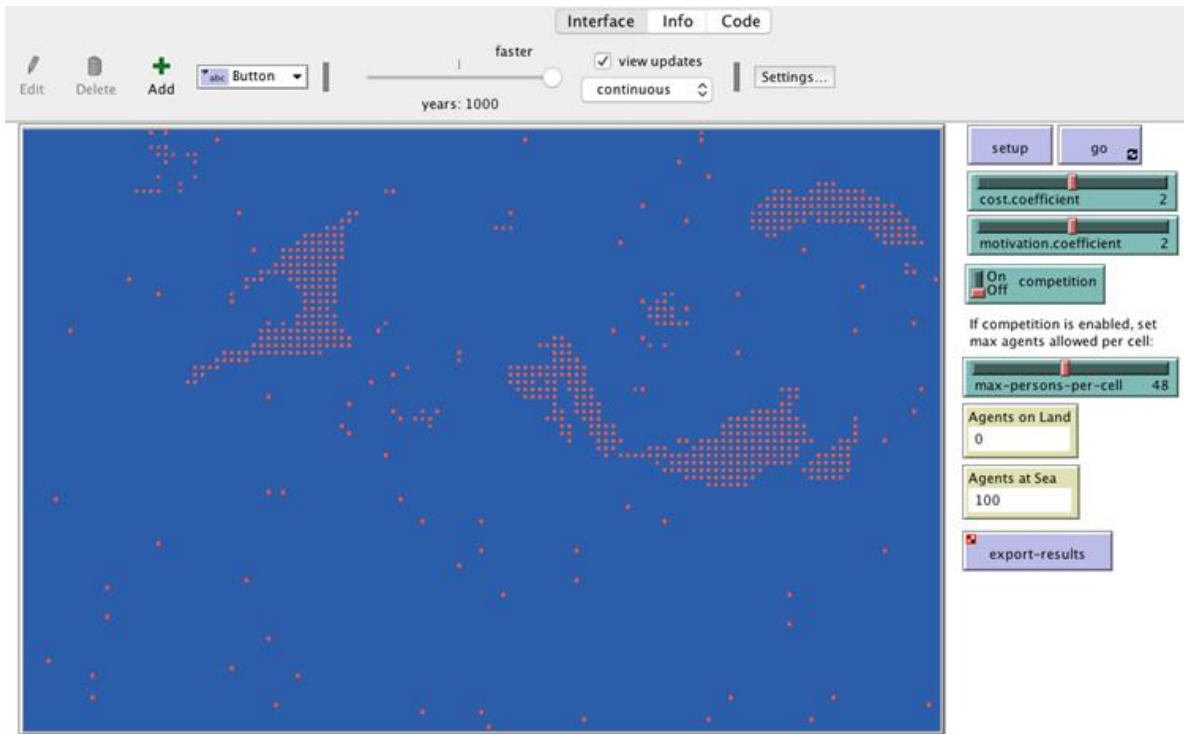 Interface Info Code
Edit Delete Add abc Button
faster
years: 1000
view updates
continuous
Settings...
setup go
cost.coefficient 2
motivation.coefficient 2
On
Off competition
If competition is enabled, set
max agents allowed per cell:
max-persons-per-cell 48
Agents on Land
0
Agents at Sea
100
export-results